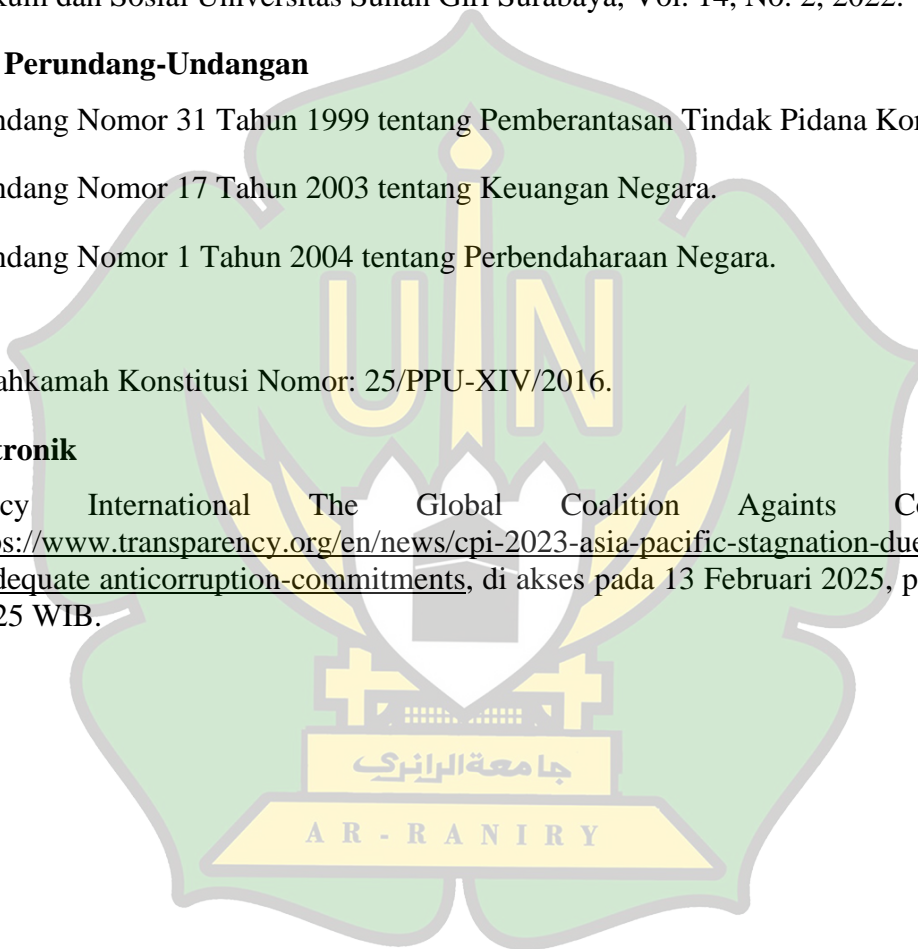 kum dan Sosial Universitas Sunan Giri Surabaya, Vol. 14, No. 2, 2022.
Perundang-Undangan
ndang Nomor 31 Tahun 1999 tentang Pemberantasan Tindak Pidana Kor
ndang Nomor 17 Tahun 2003 tentang Keuangan Negara.
ndang Nomor 1 Tahun 2004 tentang Perbendaharaan Negara.
ahkamah Konstitusi Nomor: 25/PPU-XIV/2016.
tronik
cy International The Global Coalition Againts Co
ps://www.transparency.org/en/news/cpi-2023-asia-pacific-stagnation-due
dequate anticorruption-commitments, di akses pada 13 Februari 2025, p
25 WIB.
UIN
جامعةالرانري
AR-RANIRY